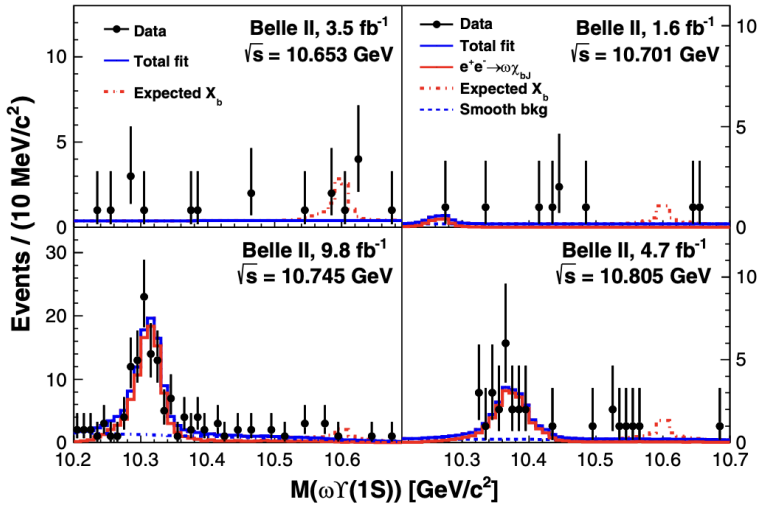 Data
Total fit
Expected X_b
Belle II, 3.5 fb⁻¹
√s = 10.653 GeV
Data
Total fit
e⁺e⁻→ωχ_bJ
Expected X_b
Smooth bkg
Belle II, 1.6 fb⁻¹
√s = 10.701 GeV
10
5
0
10
5
0
Events / (10 MeV/c²)
Belle II, 9.8 fb⁻¹
√s = 10.745 GeV
Belle II, 4.7 fb⁻¹
√s = 10.805 GeV
30
20
10
0
10
5
0
10.2 10.3 10.4 10.5 10.6 10.3 10.4 10.5 10.6 10.7
M(ωϒ(1S)) [GeV/c²]